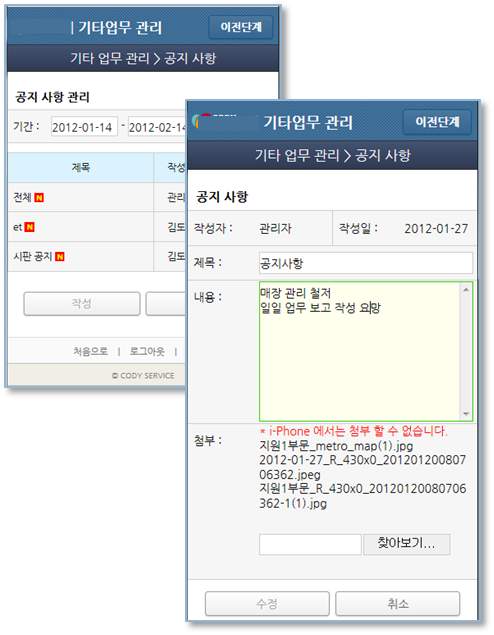 | 기타업무 관리
이전단계
기타 업무 관리 > 공지 사항
공지 사항 관리
기간 : 2012-01-14 - 2012-02-14
제목
전체 N
관리
et N
김도
시판 공지 N
김도
작성
처음으로 | 로그아웃 |
© CODY SERVICE
기타업무 관리
이전단계
기타 업무 관리 > 공지 사항
공지 사항
작성자 : 관리자 작성일 : 2012-01-27
제목 : 공지사항
내용 : 매장 관리 철저
일일 업무 보고 작성 요망
첨부 : * i-Phone 에서는 첨부 할 수 없습니다.
지원1부문_metro_map(1).jpg
2012-01-27_R_430x0_201201200807
06362.jpeg
지원1부문_R_430x0_20120120080706
362-1(1).jpg
찾아보기...
수정 취소